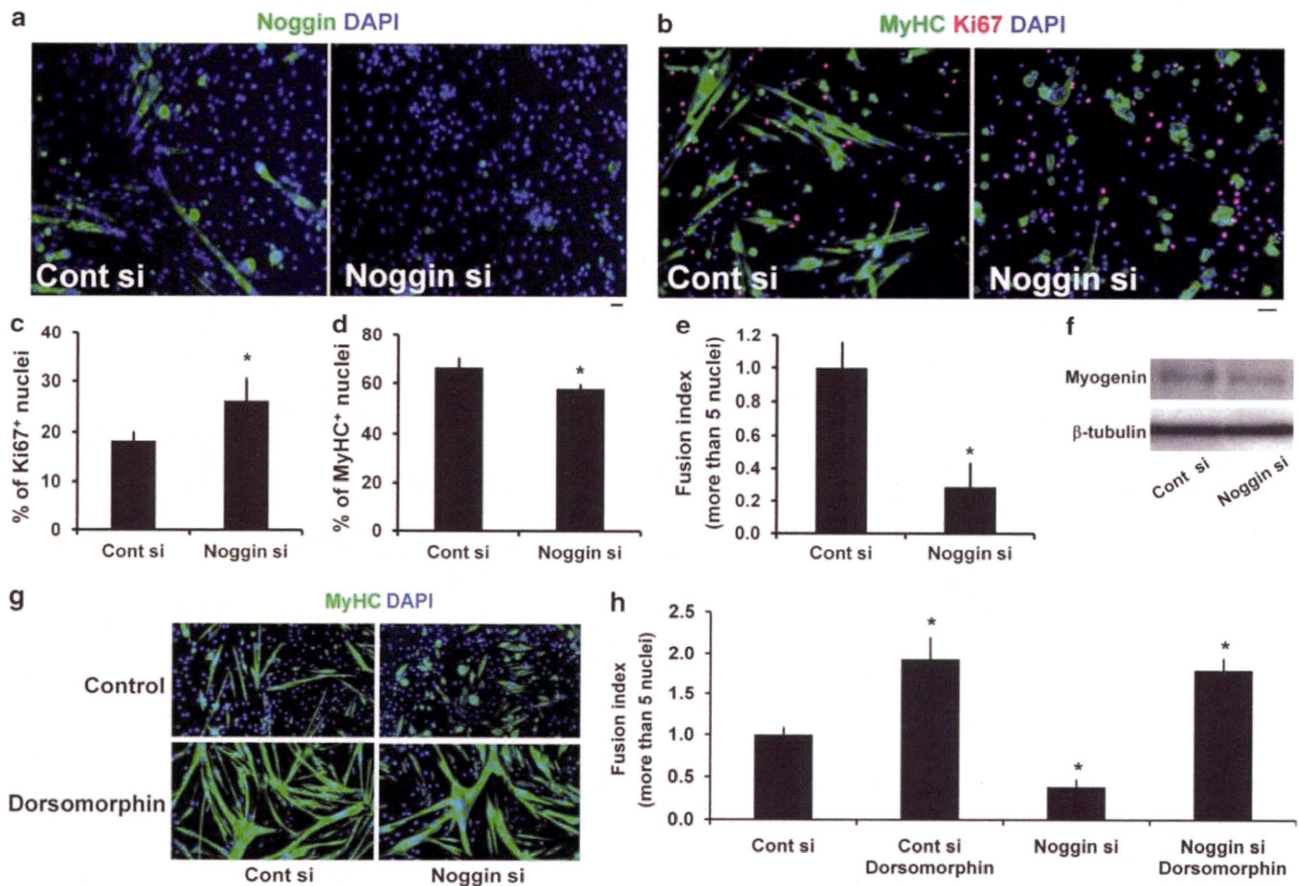 a
Noggin DAPI
Cont si
Noggin si
b
MyHC Ki67 DAPI
Cont si
Noggin si
c
% of Ki67⁺ nuclei
40
30
20
10
0
*
Cont si
Noggin si
d
% of MyHC⁺ nuclei
80
60
40
20
0
*
Cont si
Noggin si
e
Fusion index
(more than 5 nuclei)
1.2
1.0
0.8
0.6
0.4
0.2
0.0
*
Cont si
Noggin si
f
Myogenin
β-tubulin
Cont si
Noggin si
g
MyHC DAPI
Control
Dorsomorphin
Cont si
Noggin si
h
Fusion index
(more than 5 nuclei)
2.5
2.0
1.5
1.0
0.5
0.0
*
*
*
Cont si
Cont si
Dorsomorphin
Noggin si
Noggin si
Dorsomorphin